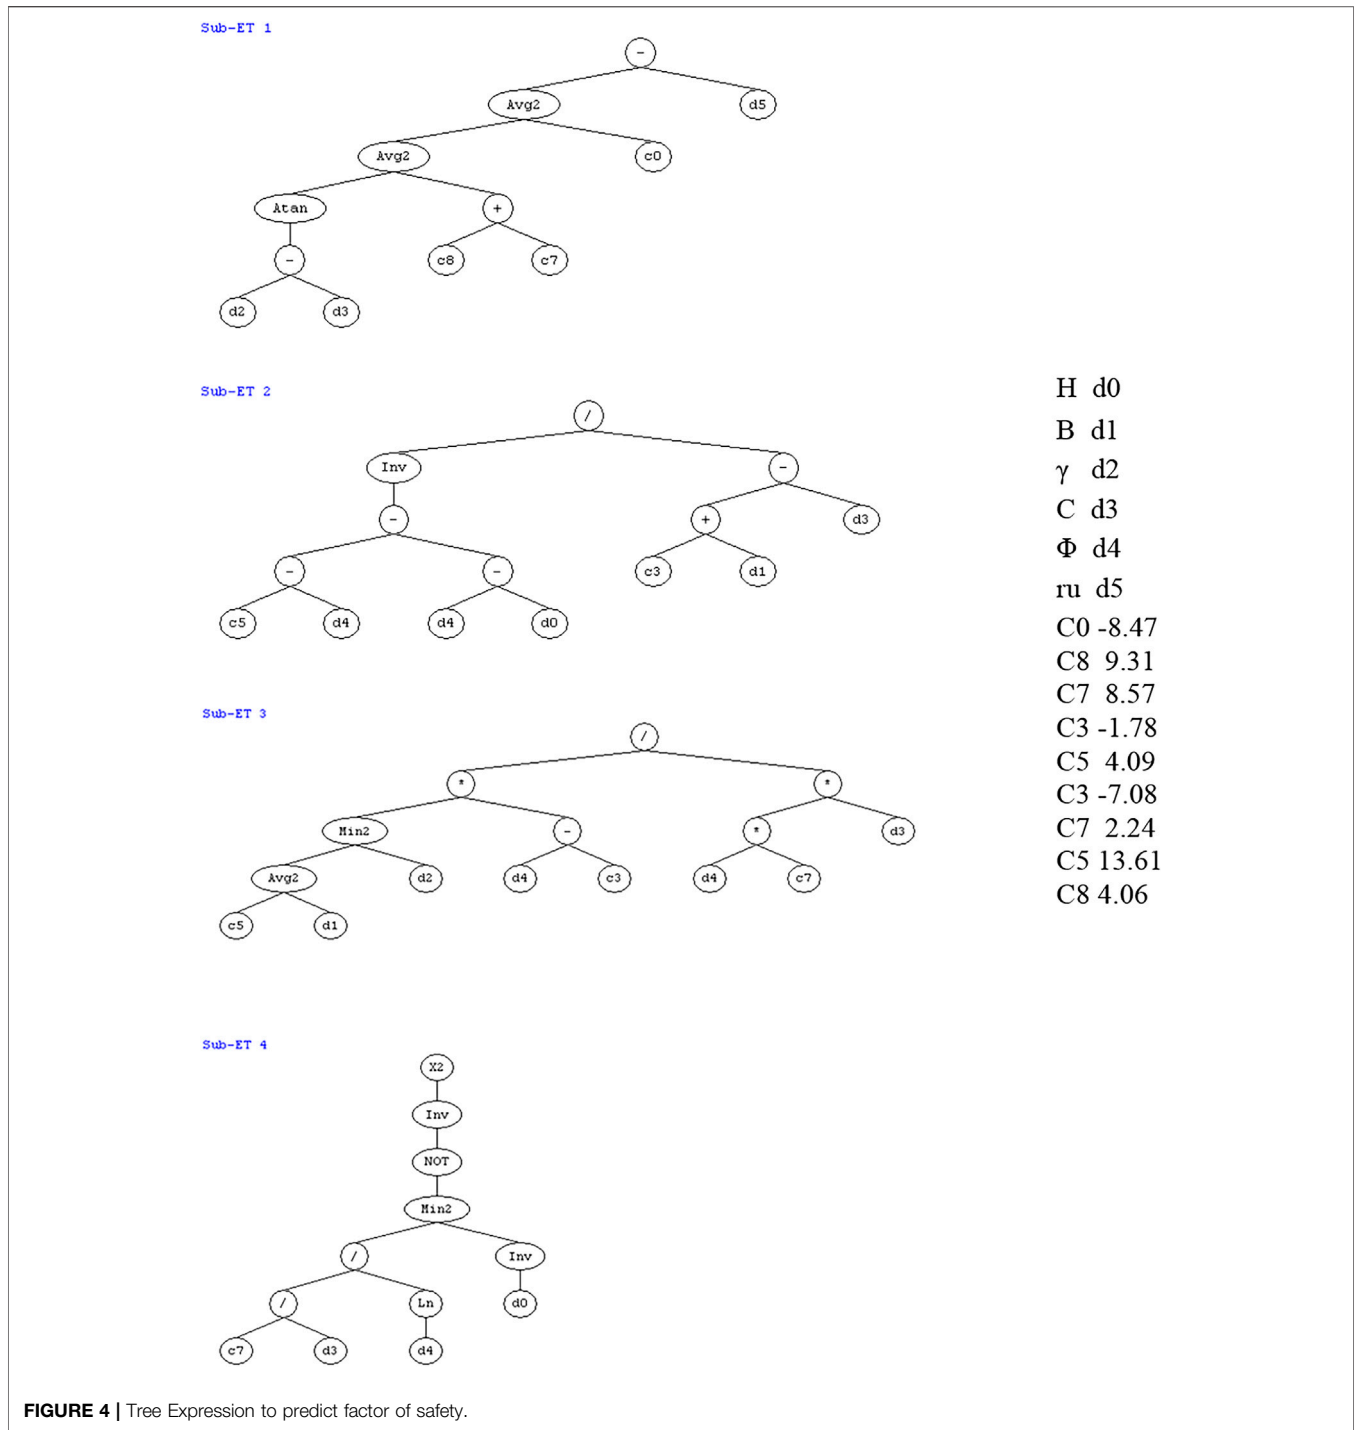 Sub-ET 1
-
Avg2 d5
Avg2 c0
Atan +
- c8 c7
d2 d3
Sub-ET 2
/
Inv -
- + d3
- - c3 d1
c5 d4 d4 d0
Sub-ET 3
/
* *
Min2 - * d3
Avg2 d2 d4 c3 d4 c7
c5 d1
Sub-ET 4
X2
Inv
NOT
Min2
/ Inv
/ Ln d0
c7 d3 d4
H d0
B d1
γ d2
C d3
Φ d4
ru d5
C0 -8.47
C8 9.31
C7 8.57
C3 -1.78
C5 4.09
C3 -7.08
C7 2.24
C5 13.61
C8 4.06
FIGURE 4 | Tree Expression to predict factor of safety.